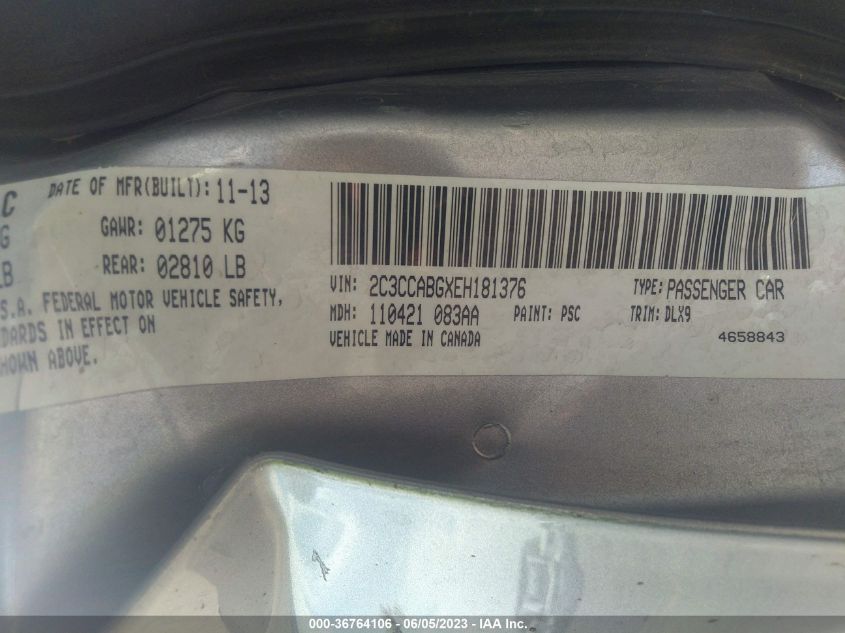 C DATE OF MFR(BUILT): 11-13
G GAWR: 01275 KG
LB REAR: 02810 LB
S.A. FEDERAL MOTOR VEHICLE SAFETY,
DARDS IN EFFECT ON
HOWN ABOVE.
VIN: 2C3CCABGXEH181376 TYPE: PASSENGER CAR
MDH: 110421 083AA PAINT: PSC TRIM: DLX9
VEHICLE MADE IN CANADA 4658843
000-36764106 - 06/05/2023 - IAA Inc.